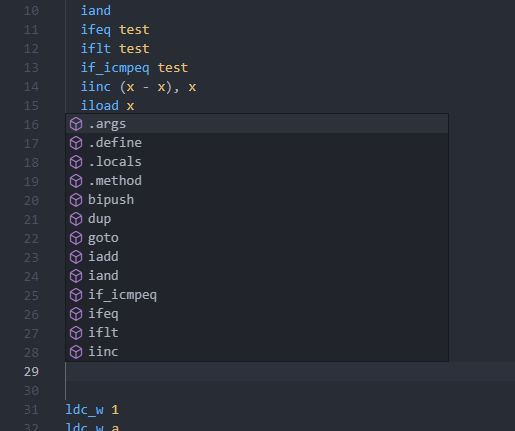 10 iand
11 ifeq test
12 iflt test
13 if_icmpeq test
14 iinc (x - x), x
15 iload x
16 .args
17 .define
18 .locals
19 .method
20 bipush
21 dup
22 goto
23 iadd
24 iand
25 if_icmpeq
26 ifeq
27 iflt
28 iinc
29
30
31 ldc_w 1
32 ldc_w a